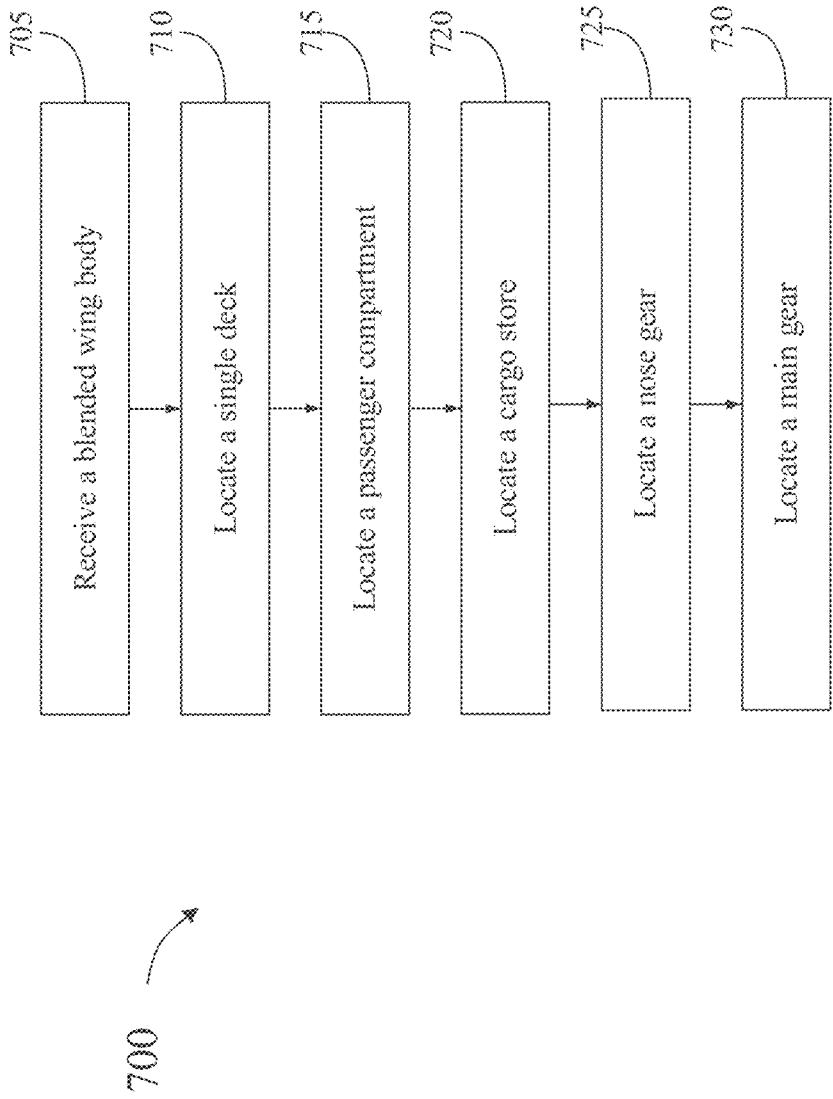 700
705
Receive a blended wing body
710
Locate a single deck
715
Locate a passenger compartment
720
Locate a cargo store
725
Locate a nose gear
730
Locate a main gear